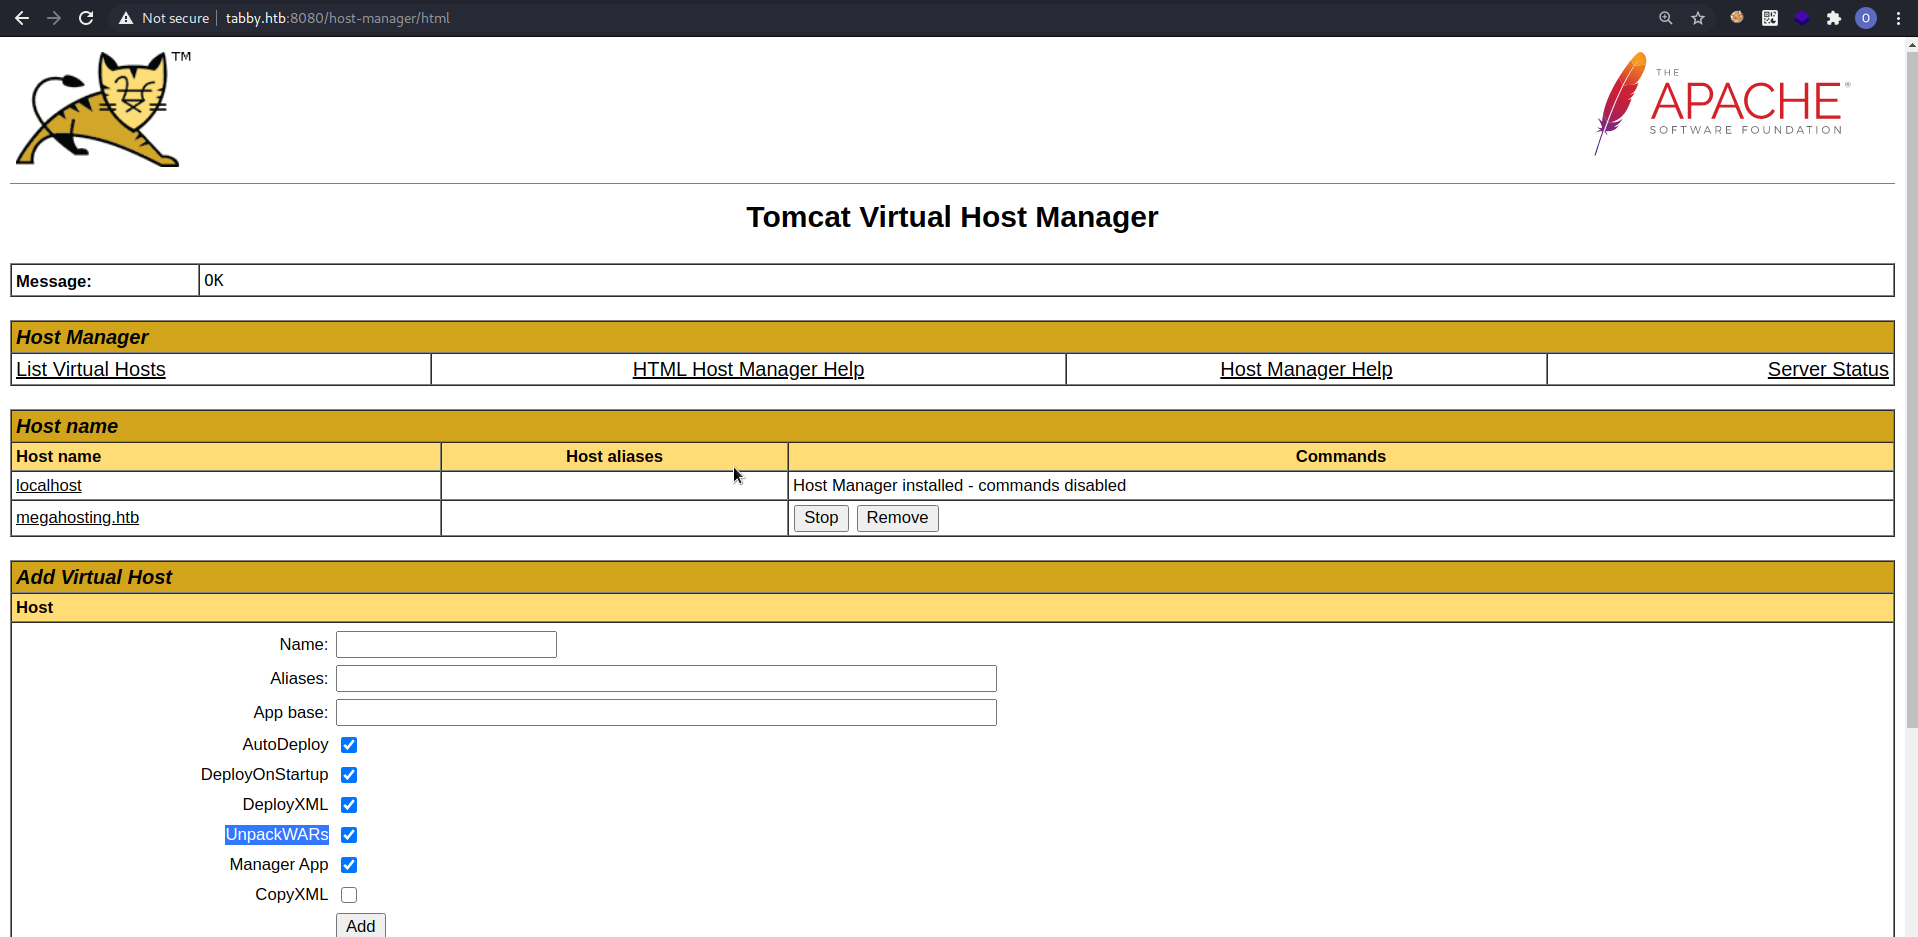 Not secure tabby.htb:8080/host-manager/html O
TM
THE
APACHE®
SOFTWARE FOUNDATION
Tomcat Virtual Host Manager
Message: OK
Host Manager
List Virtual Hosts HTML Host Manager Help Host Manager Help Server Status
Host name
Host name Host aliases Commands
localhost Host Manager installed - commands disabled
megahosting.htb Stop Remove
Add Virtual Host
Host
Name:
Aliases:
App base:
AutoDeploy
DeployOnStartup
DeployXML
UnpackWARs
Manager App
CopyXML
Add